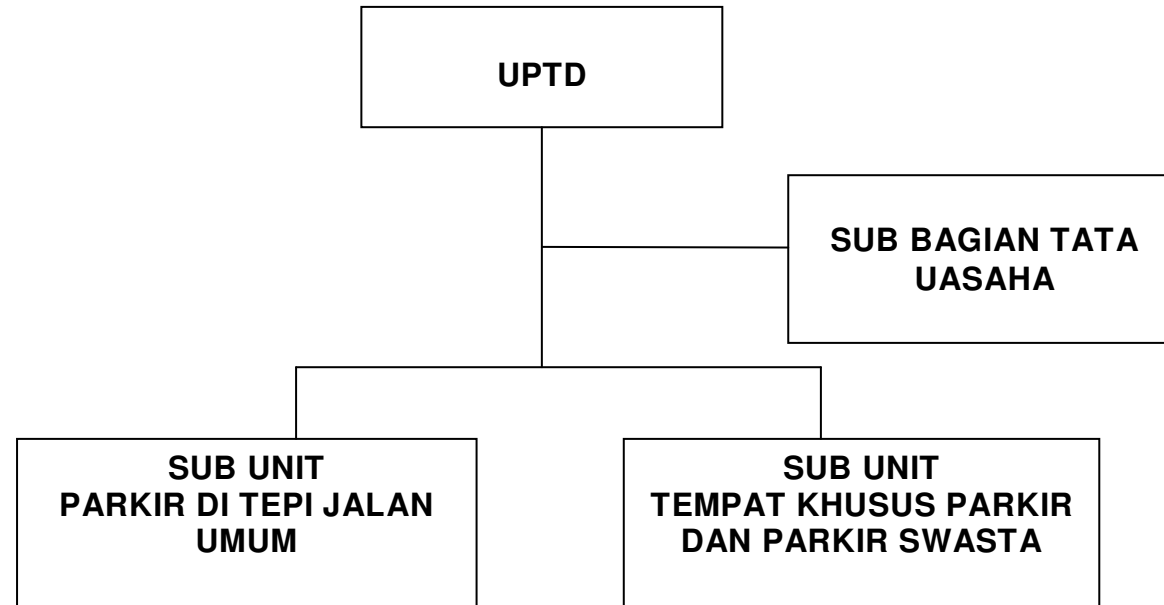 UPTD
SUB BAGIAN TATA
UASAHA
SUB UNIT
PARKIR DI TEPI JALAN
UMUM
SUB UNIT
TEMPAT KHUSUS PARKIR
DAN PARKIR SWASTA